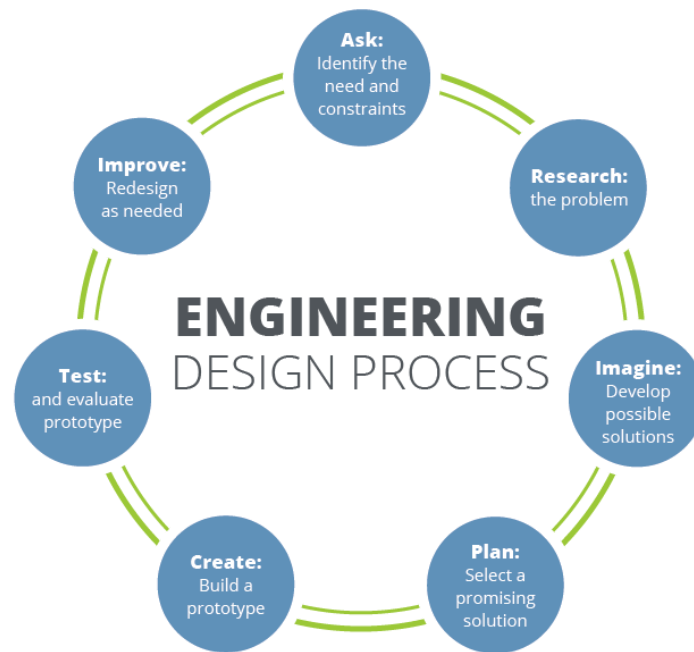 Ask:
Identify the
need and
constraints
Research:
the problem
Imagine:
Develop
possible
solutions
Plan:
Select a
promising
solution
Create:
Build a
prototype
Test:
and evaluate
prototype
Improve:
Redesign
as needed
ENGINEERING
DESIGN PROCESS